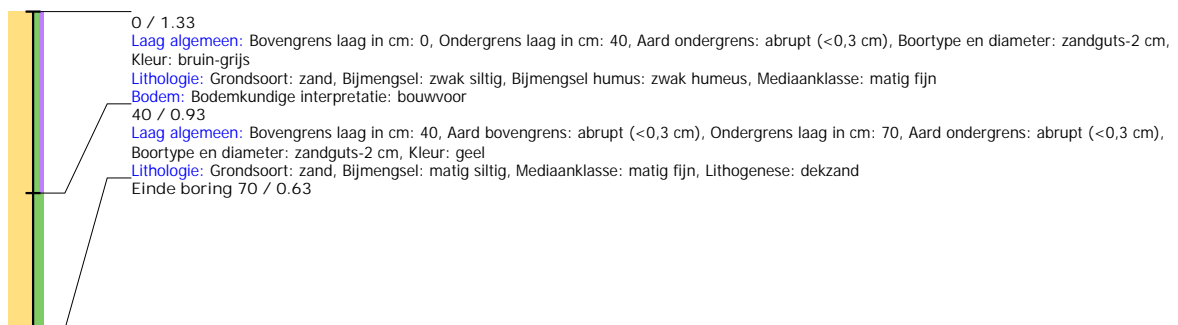 0 / 1.33
Laag algemeen: Bovengrens laag in cm: 0, Ondergrens laag in cm: 40, Aard ondergrens: abrupt (<0,3 cm), Boortype en diameter: zandguts-2 cm,
Kleur: bruin-grijs
Lithologie: Grondsoort: zand, Bijmengsel: zwak siltig, Bijmengsel humus: zwak humeus, Mediaanklasse: matig fijn
Bodem: Bodemkundige interpretatie: bouwvoor
40 / 0.93
Laag algemeen: Bovengrens laag in cm: 40, Aard bovengrens: abrupt (<0,3 cm), Ondergrens laag in cm: 70, Aard ondergrens: abrupt (<0,3 cm),
Boortype en diameter: zandguts-2 cm, Kleur: geel
Lithologie: Grondsoort: zand, Bijmengsel: matig siltig, Mediaanklasse: matig fijn, Lithogenese: dekzand
Einde boring 70 / 0.63